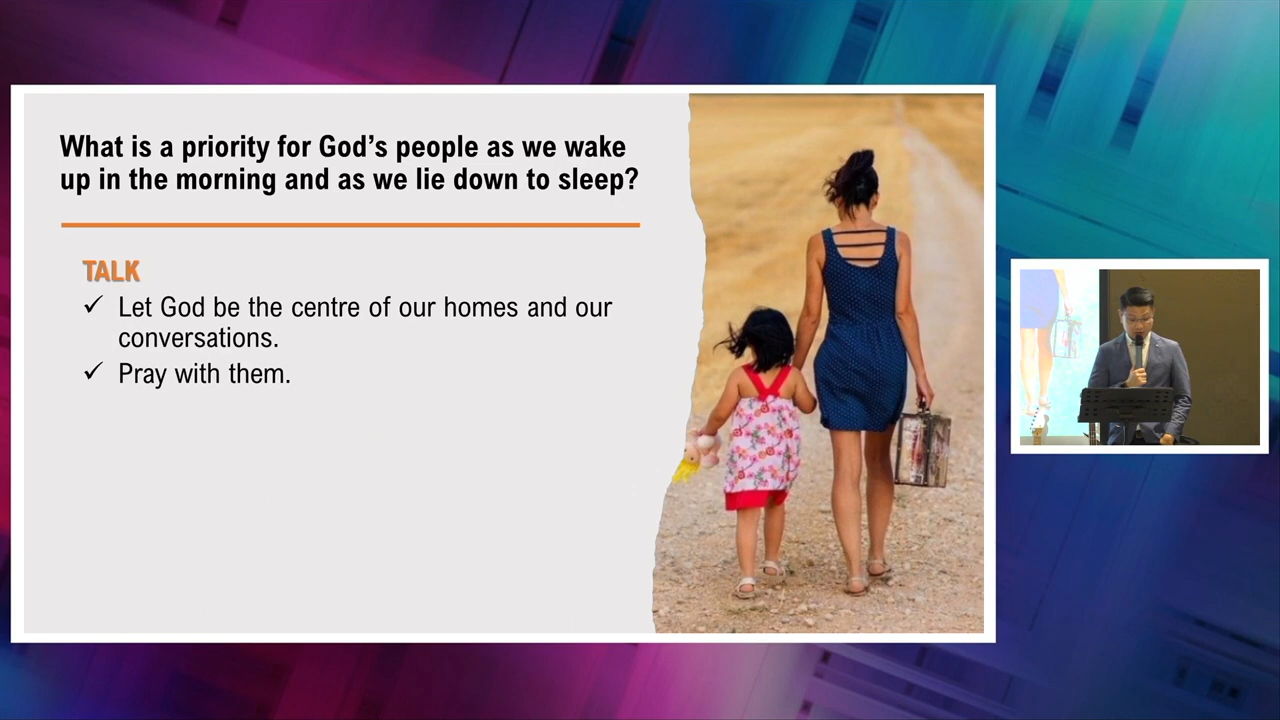 What is a priority for God’s people as we wake
up in the morning and as we lie down to sleep?
TALK
✓ Let God be the centre of our homes and our
conversations.
✓ Pray with them.